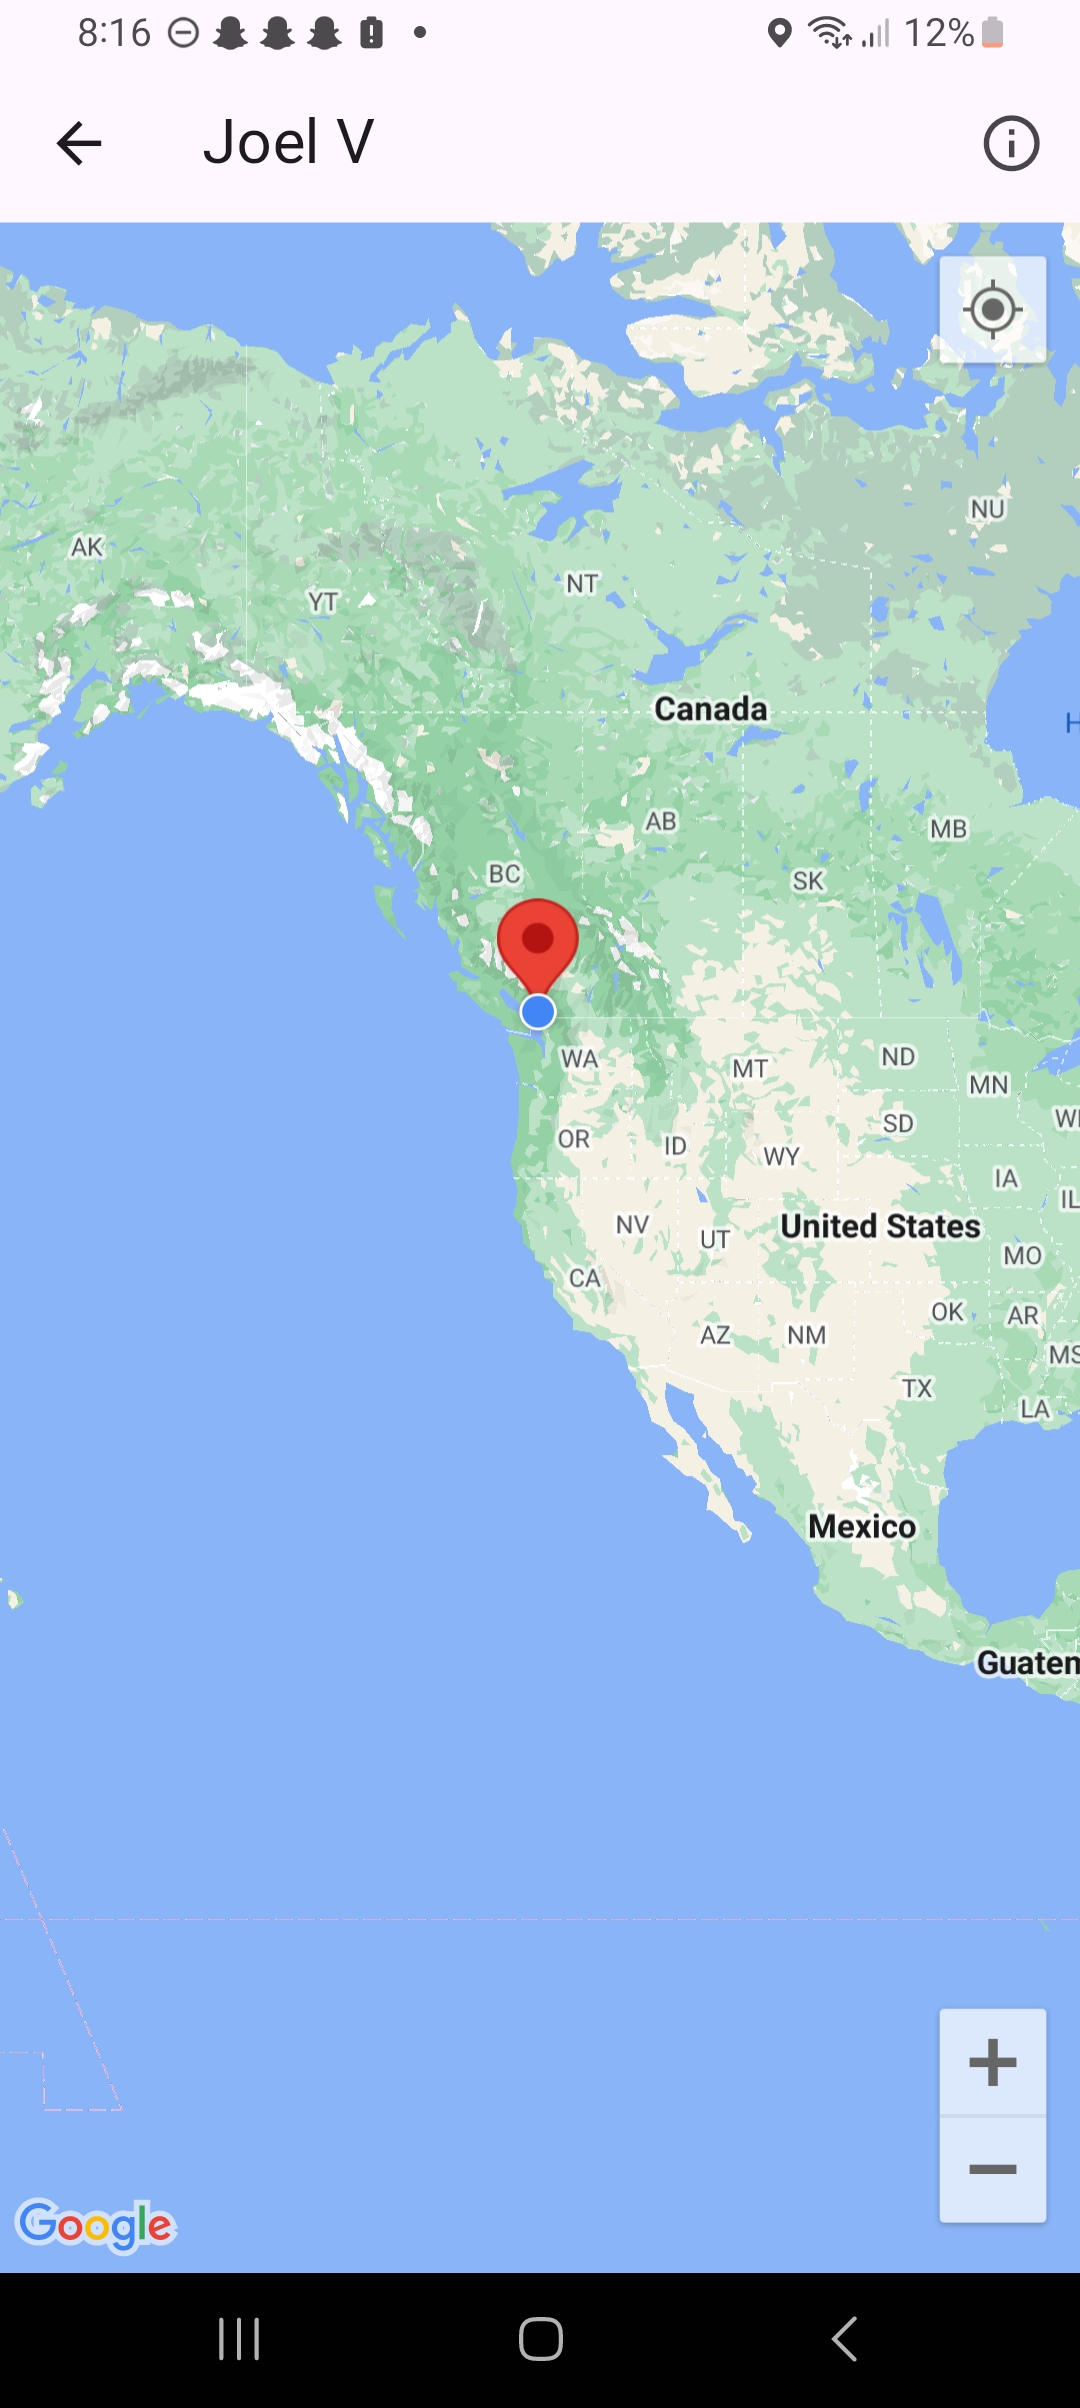 8:16
12%
Joel V
NU
AK
NT
YT
Canada
H
AB
MB
BC
SK
WA
MT
ND
MN
WI
OR
ID
SD
WY
IA
IL
NV
UT
United States
MO
CA
OK
AR
AZ
NM
MS
TX
LA
Mexico
Guatem
Google